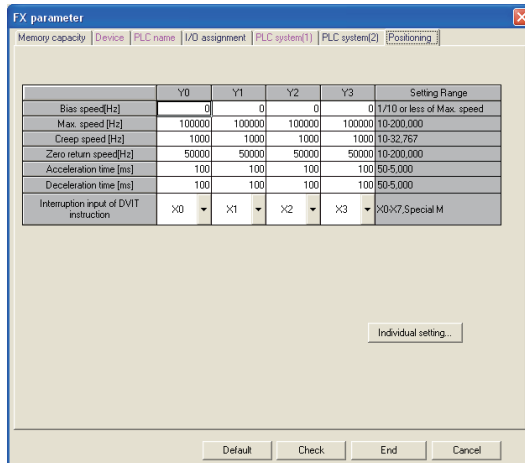 FX parameter
Memory capacity Device PLC name I/O assignment PLC system(1) PLC system(2) Positioning
Y0 Y1 Y2 Y3 Setting Range
Bias speed[Hz] 0 0 0 0 1/10 or less of Max. speed
Max. speed [Hz] 100000 100000 100000 100000 10-200,000
Creep speed [Hz] 1000 1000 1000 1000 10-32,767
Zero return speed[Hz] 50000 50000 50000 50000 10-200,000
Acceleration time [ms] 100 100 100 100 50-5,000
Deceleration time [ms] 100 100 100 100 50-5,000
Interruption input of DVIT
instruction X0 X1 X2 X3 X0-X7,Special M
Individual setting...
Default Check End Cancel